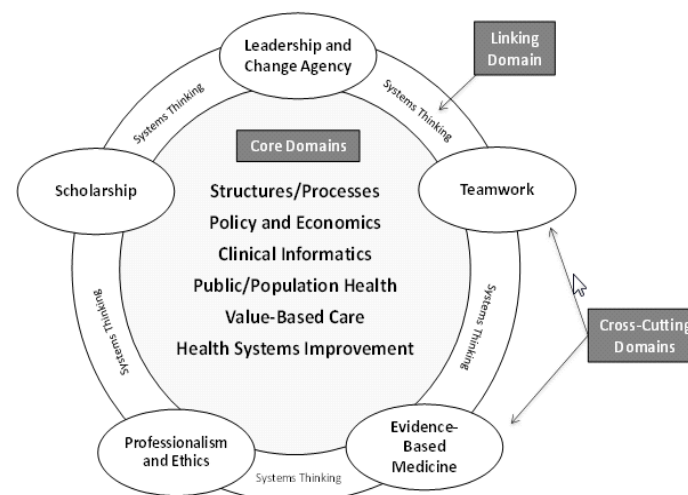 Leadership and
Change Agency
Linking
Domain
Systems Thinking
Systems Thinking
Core Domains
Scholarship
Teamwork
Structures/Processes
Policy and Economics
Clinical Informatics
Public/Population Health
Value-Based Care
Health Systems Improvement
Systems Thinking
Systems Thinking
Cross-Cutting
Domains
Professionalism
and Ethics
Evidence-
Based
Medicine
Systems Thinking